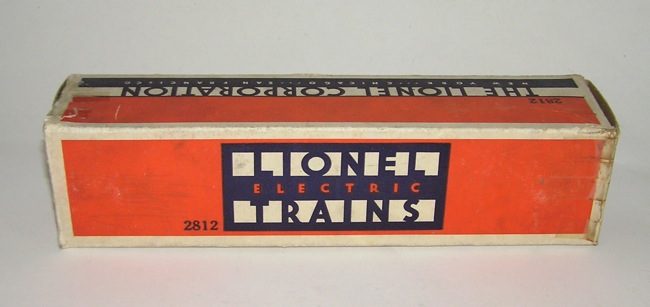 NEW YORK · CHICAGO · SAN FRANCISCO
THE LIONEL CORPORATION
2812
LIONEL
ELECTRIC
TRAINS
2812